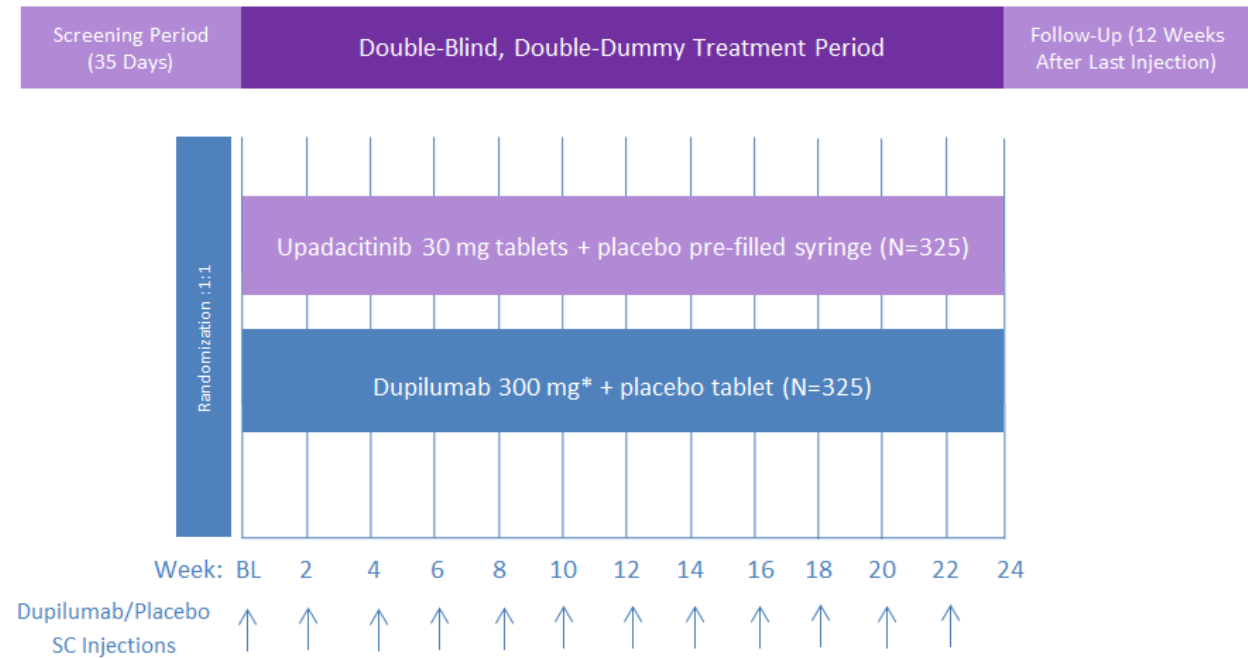 Screening Period
(35 Days)
Double-Blind, Double-Dummy Treatment Period
Follow-Up (12 Weeks
After Last Injection)
Randomization :1:1
Upadacitinib 30 mg tablets + placebo pre-filled syringe (N=325)
Dupilumab 300 mg* + placebo tablet (N=325)
Week: BL 2 4 6 8 10 12 14 16 18 20 22 24
Dupilumab/Placebo
SC Injections